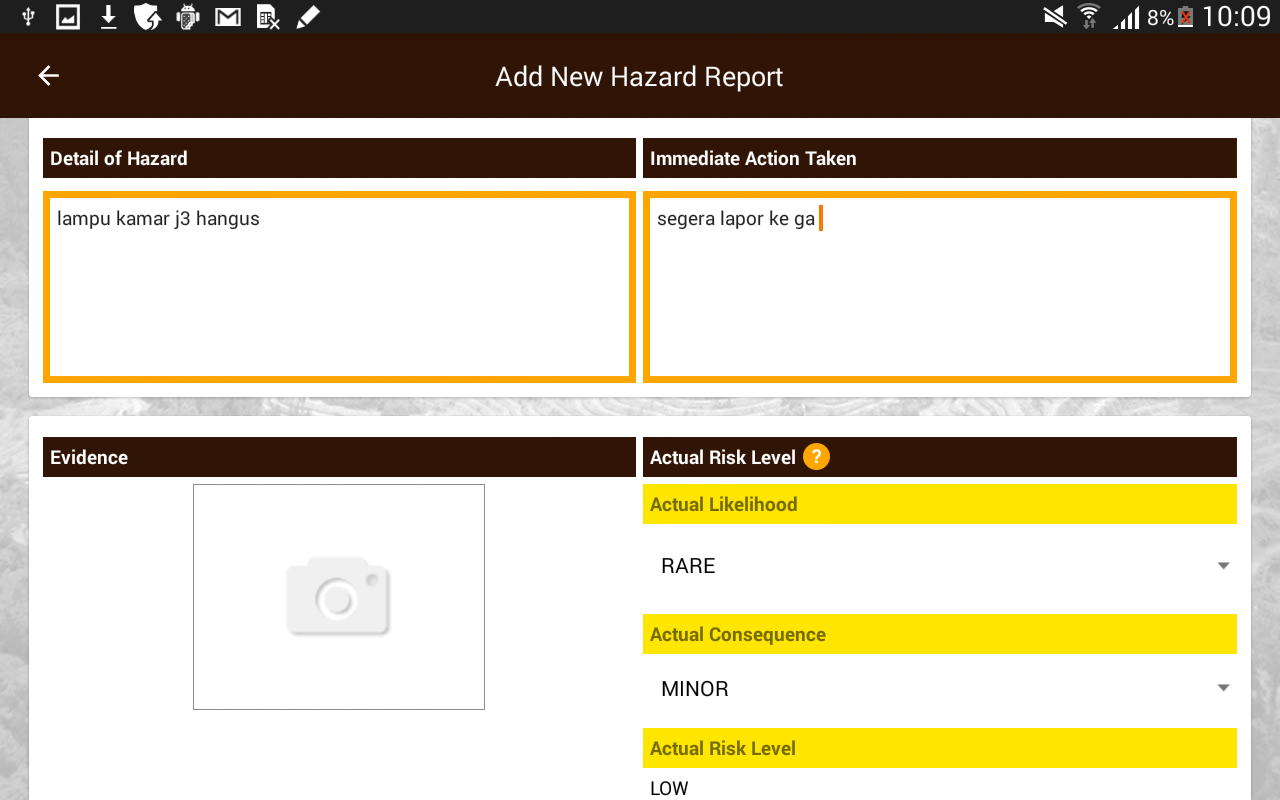 8% 10:09
Add New Hazard Report
Detail of Hazard
lampu kamar j3 hangus
Immediate Action Taken
segera lapor ke ga
Evidence
Actual Risk Level ?
Actual Likelihood
RARE
Actual Consequence
MINOR
Actual Risk Level
LOW